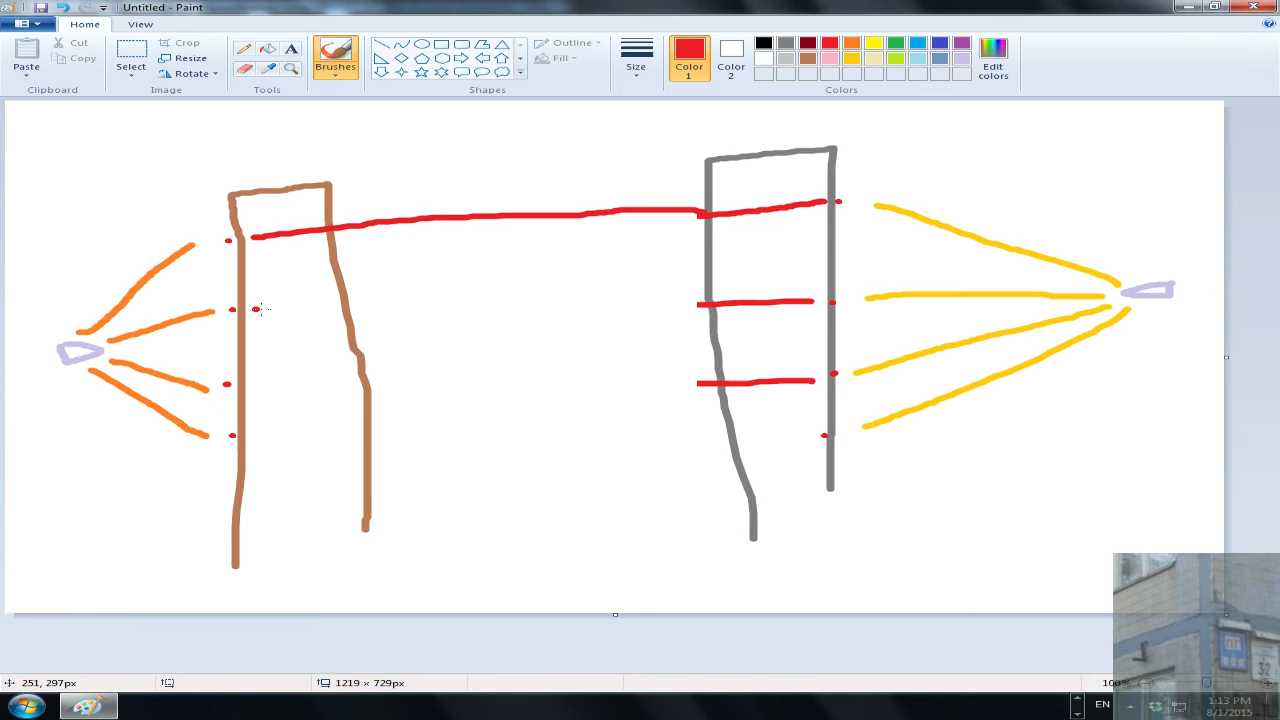 Untitled - Paint
Home View
Paste
Cut
Copy
Clipboard
Select
Crop
Resize
Rotate
Image
A
Tools
Brushes
Outline
Fill
Shapes
Size
Color 1
Color 2
Edit colors
Colors
251, 297px
1219 × 729px
100%
32
EN
1:13 PM
8/1/2015